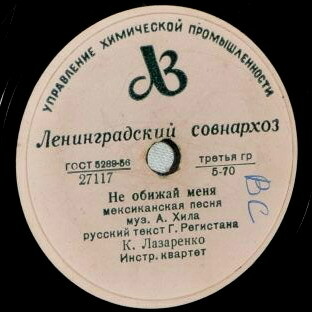 УПРАВЛЕНИЕ ХИМИЧЕСКОЙ ПРОМЫШЛЕННОСТИ
ЛЗ
Ленинградский совнархоз
ГОСТ 5289-56
27117
третья гр
5-70
ВС
Не обижай меня
мексиканская песня
муз. А. Хила
русский текст Г. Регистана
К. Лазаренко
Инстр. квартет